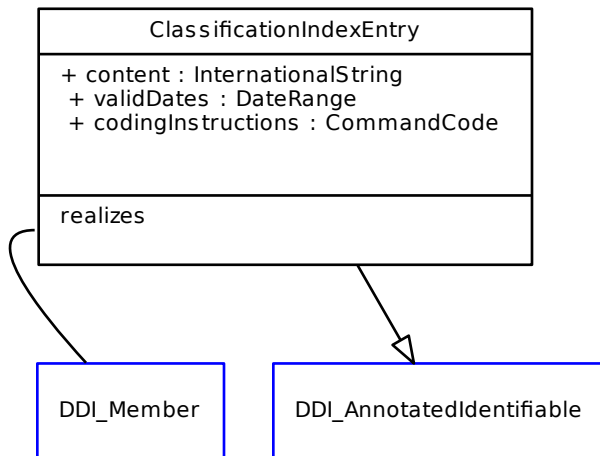 ClassificationIndexEntry
+ content : InternationalString
+ validDates : DateRange
+ codingInstructions : CommandCode
realizes
DDI_Member
DDI_AnnotatedIdentifiable